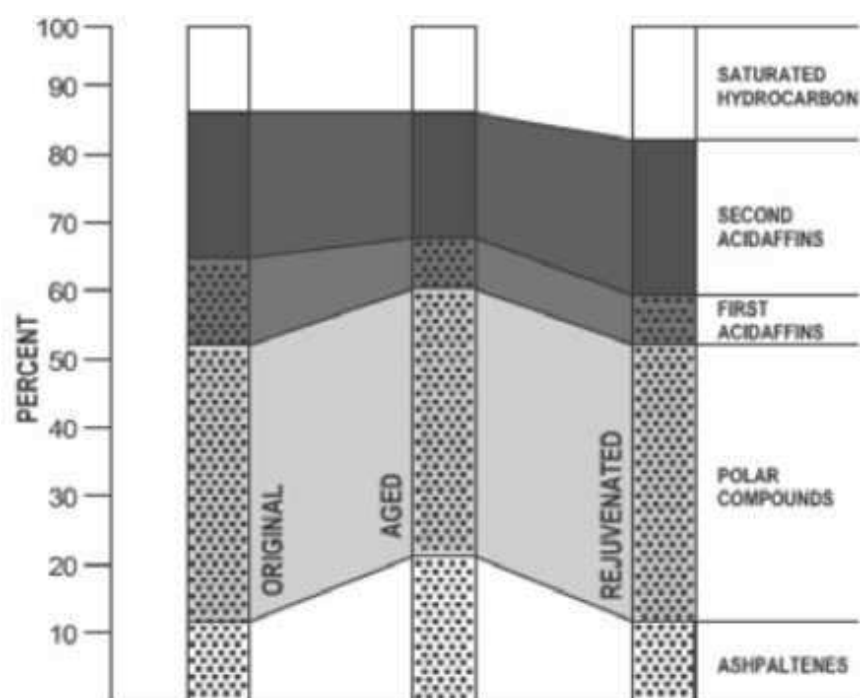 100
90
80
70
60
50
40
30
20
10
PERCENT
ORIGINAL
AGED
REJUVENATED
SATURATED
HYDROCARBON
SECOND
ACIDAFFINS
FIRST
ACIDAFFINS
POLAR
COMPOUNDS
ASHPALTENES